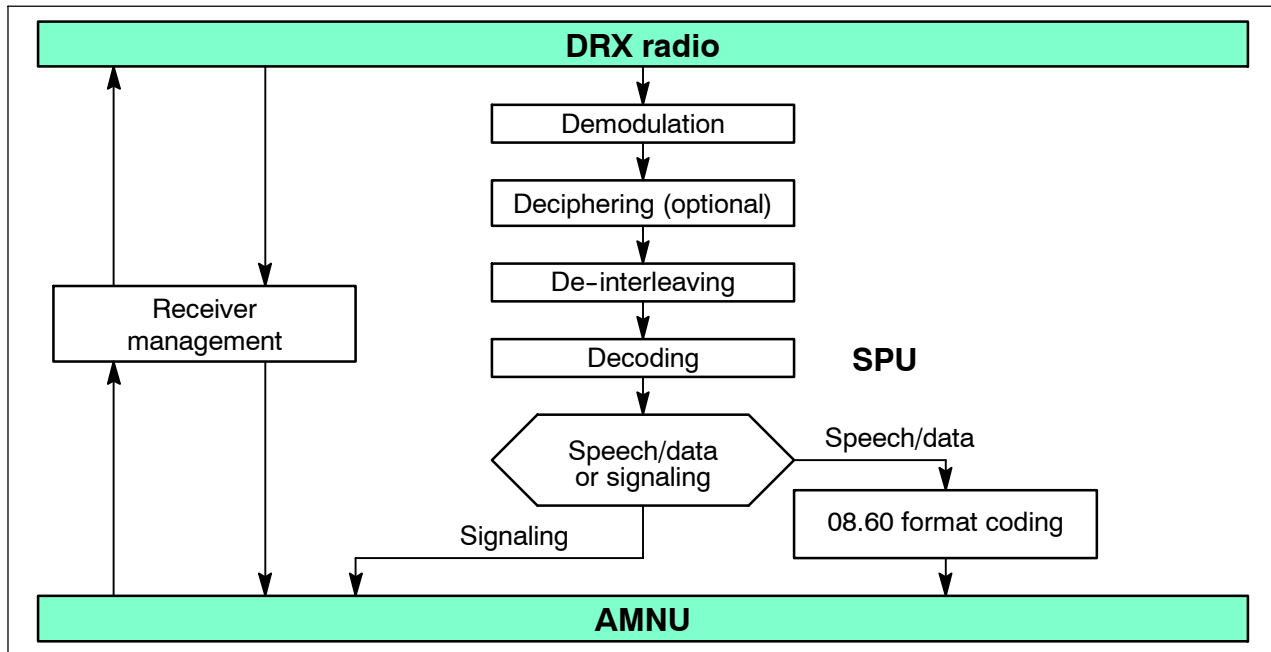 DRX radio
Demodulation
Deciphering (optional)
De-interleaving
Receiver
management
Decoding
SPU
Speech/data
or signaling
Speech/data
08.60 format coding
Signaling
AMNU